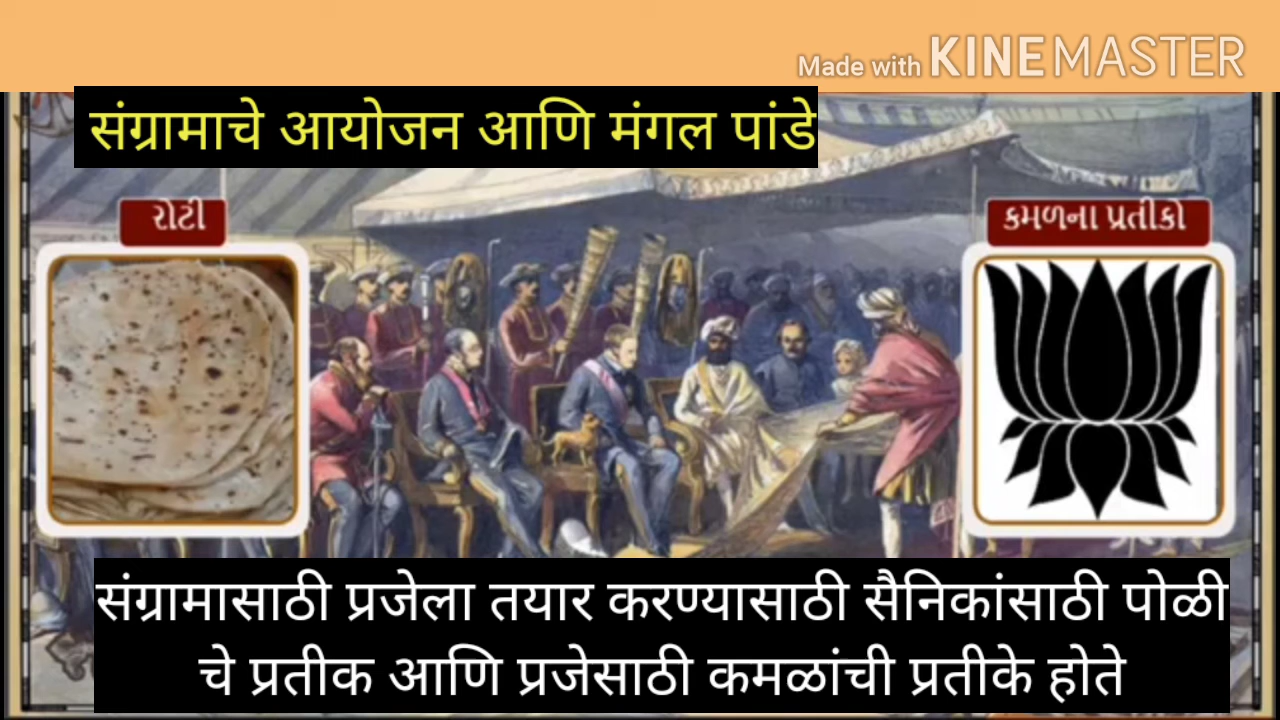 Made with KINEMASTER
संग्रामाचे आयोजन आणि मंगल पांडे
રોટી
કમળના પ્રતીકો
संग्रामासाठी प्रजेला तयार करण्यासाठी सैनिकांसाठी पोळी
चे प्रतीक आणि प्रजेसाठी कमळांची प्रतीके होते